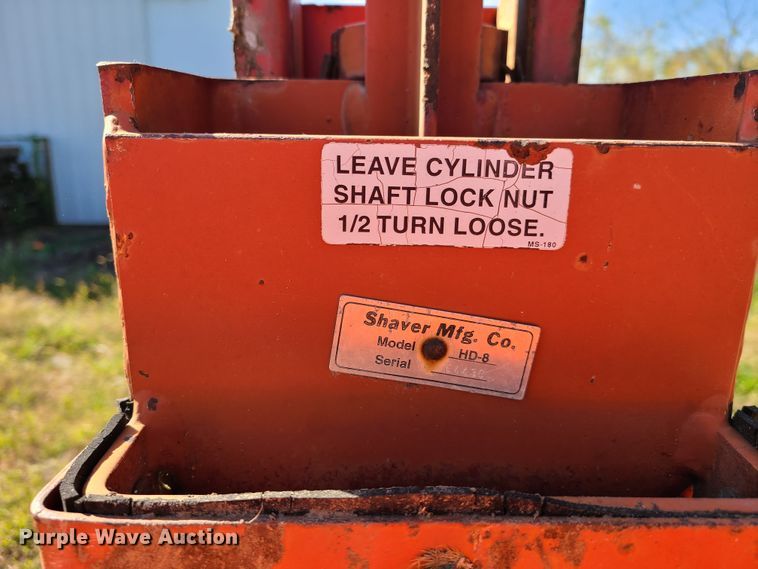 LEAVE CYLINDER
SHAFT LOCK NUT
1/2 TURN LOOSE.
MS-180
Shaver Mfg. Co.
Model HD-8
Serial
Purple Wave Auction